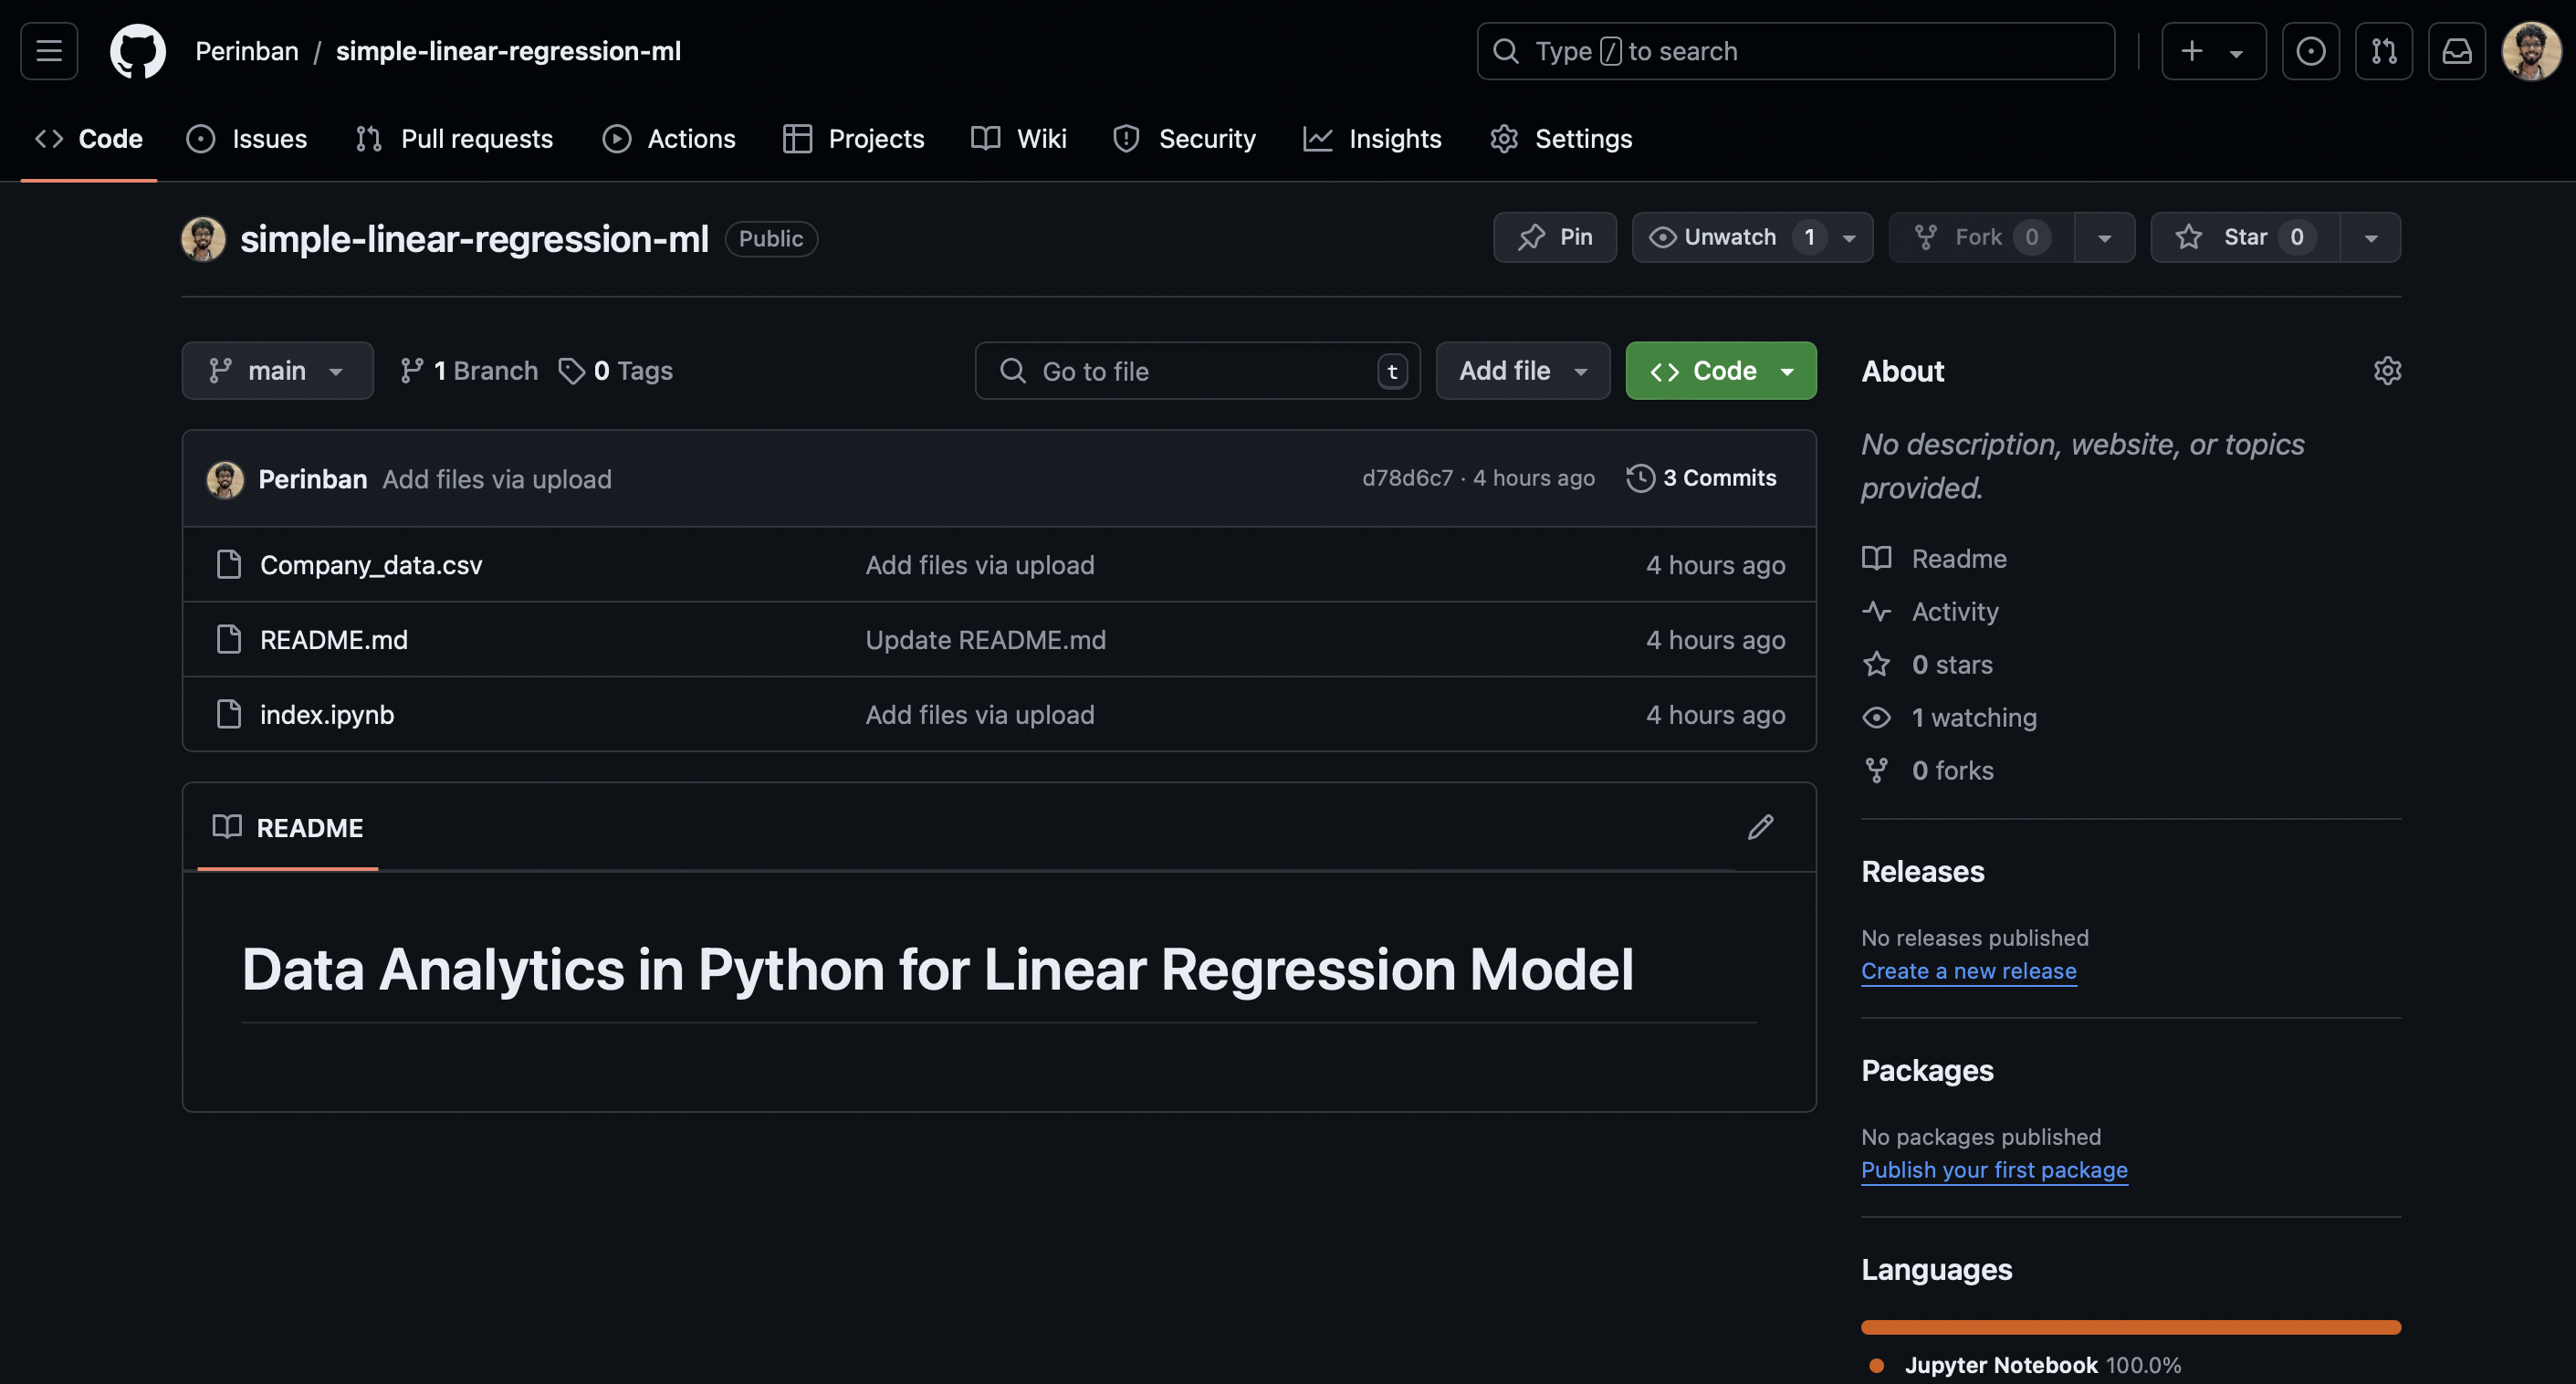 Perinban / simple-linear-regression-ml
Type / to search
Code Issues Pull requests Actions Projects Wiki Security Insights Settings
simple-linear-regression-ml Public
Pin Unwatch 1 Fork 0 Star 0
main 1 Branch 0 Tags Go to file t Add file Code
Perinban Add files via upload d78d6c7 · 4 hours ago 3 Commits
Company_data.csv Add files via upload 4 hours ago
README.md Update README.md 4 hours ago
index.ipynb Add files via upload 4 hours ago
README
Data Analytics in Python for Linear Regression Model
About
No description, website, or topics
provided.
Readme
Activity
0 stars
1 watching
0 forks
Releases
No releases published
Create a new release
Packages
No packages published
Publish your first package
Languages
Jupyter Notebook 100.0%